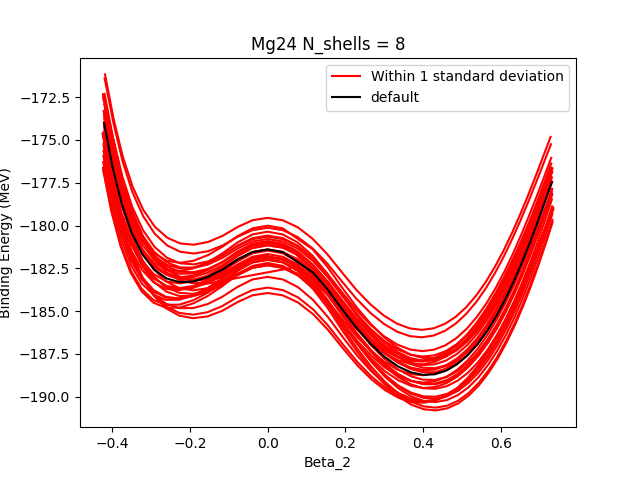 Mg24 N_shells = 8
Within 1 standard deviation
default
−172.5
−175.0
−177.5
−180.0
−182.5
−185.0
−187.5
−190.0
Binding Energy (MeV)
−0.4
−0.2
0.0
0.2
0.4
0.6
Beta_2